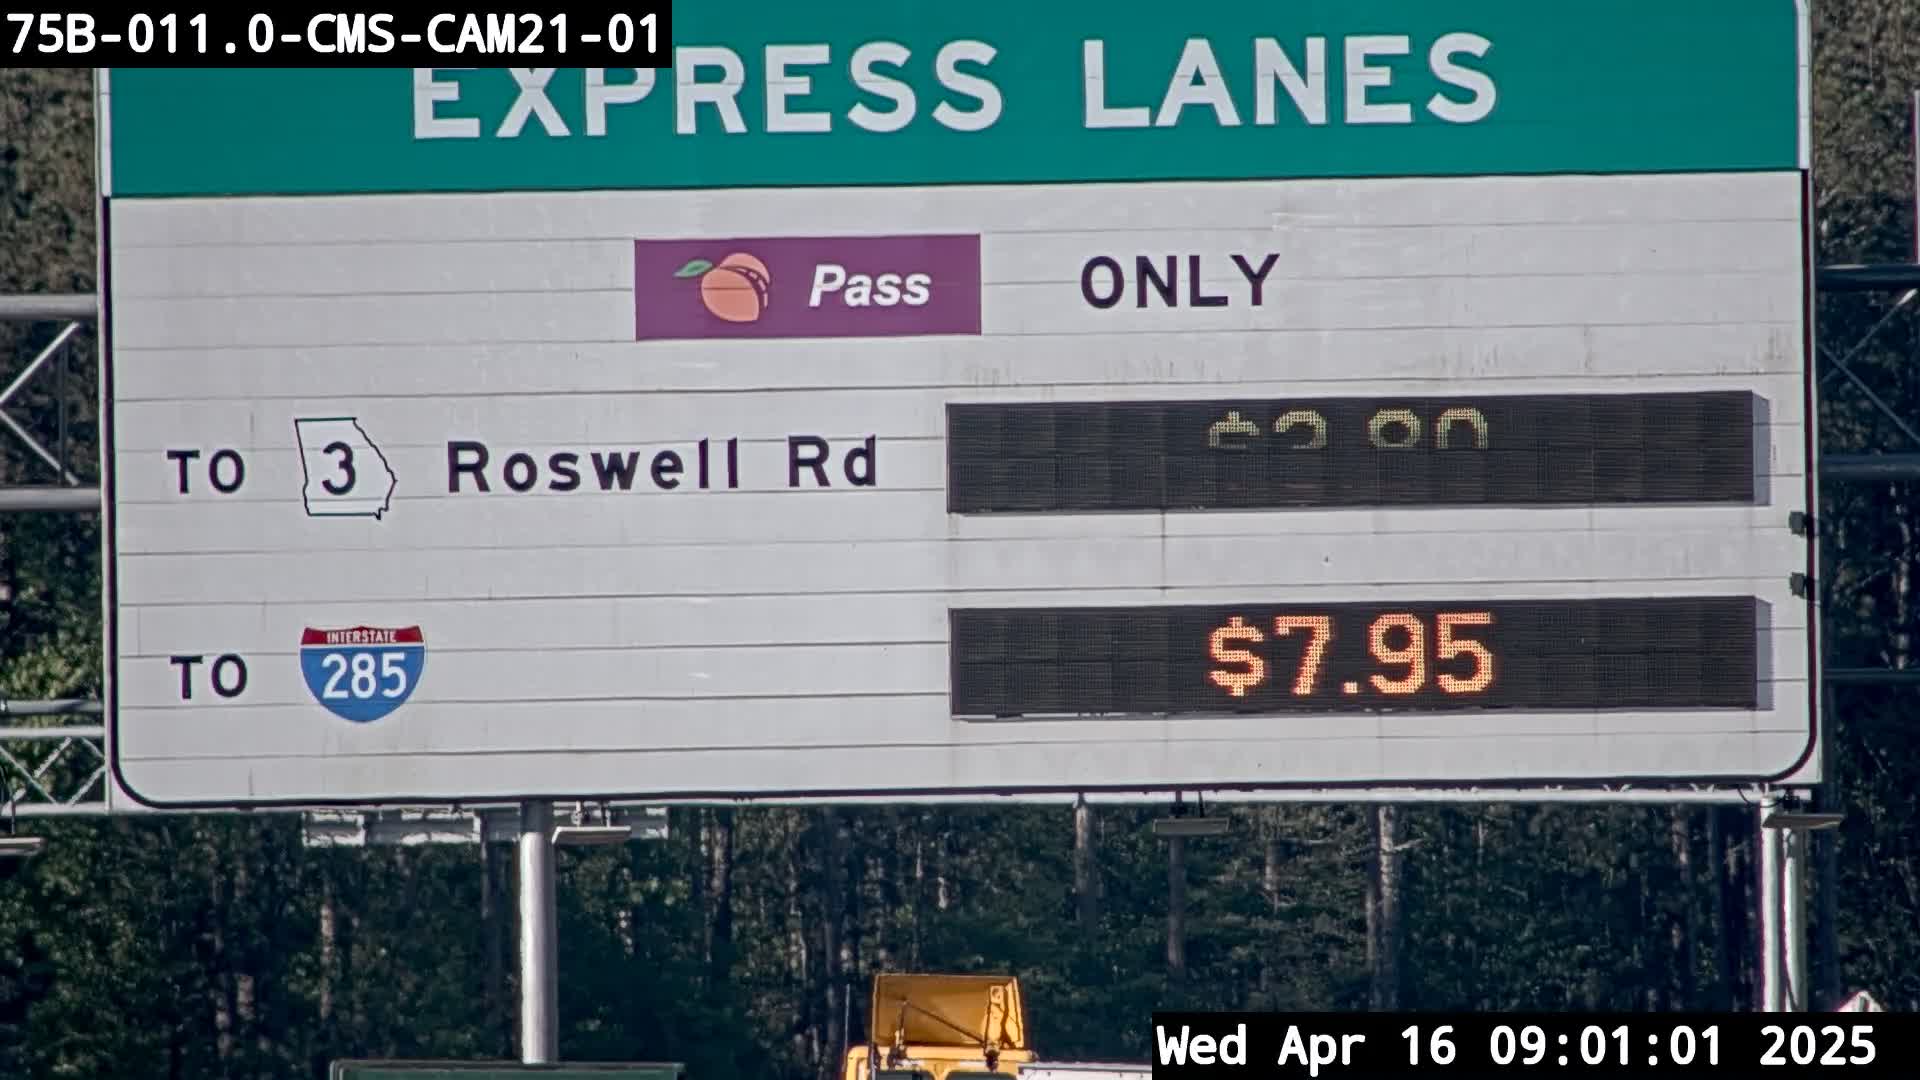 75B-011.0-CMS-CAM21-01
EXPRESS LANES
Pass ONLY
TO 3 Roswell Rd
TO INTERSTATE 285 $7.95
Wed Apr 16 09:01:01 2025